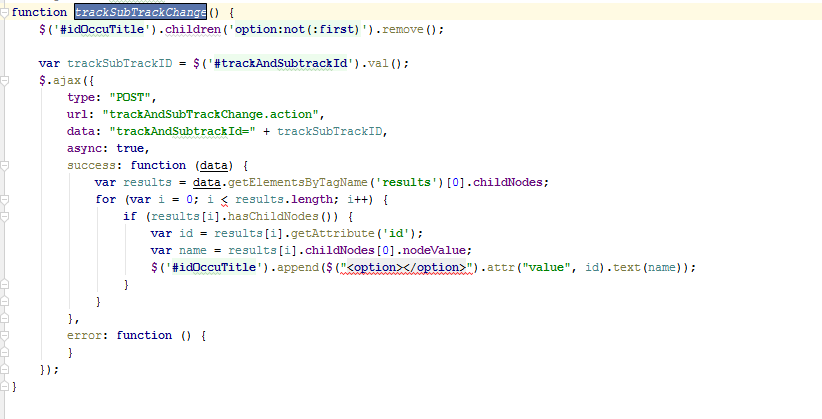 function trackSubTrackChange() {
    $('#idOccuTitle').children('option:not(:first)').remove();
    var trackSubTrackID = $('#trackAndSubtrackId').val();
    $.ajax({
        type: "POST",
        url: "trackAndSubTrackChange.action",
        data: "trackAndSubtrackId=" + trackSubTrackID,
        async: true,
        success: function (data) {
            var results = data.getElementsByTagName('results')[0].childNodes;
            for (var i = 0; i < results.length; i++) {
                if (results[i].hasChildNodes()) {
                    var id = results[i].getAttribute('id');
                    var name = results[i].childNodes[0].nodeValue;
                    $('#idOccuTitle').append($("<option></option>").attr("value", id).text(name));
                }
            }
        },
        error: function () {
        }
    });
}